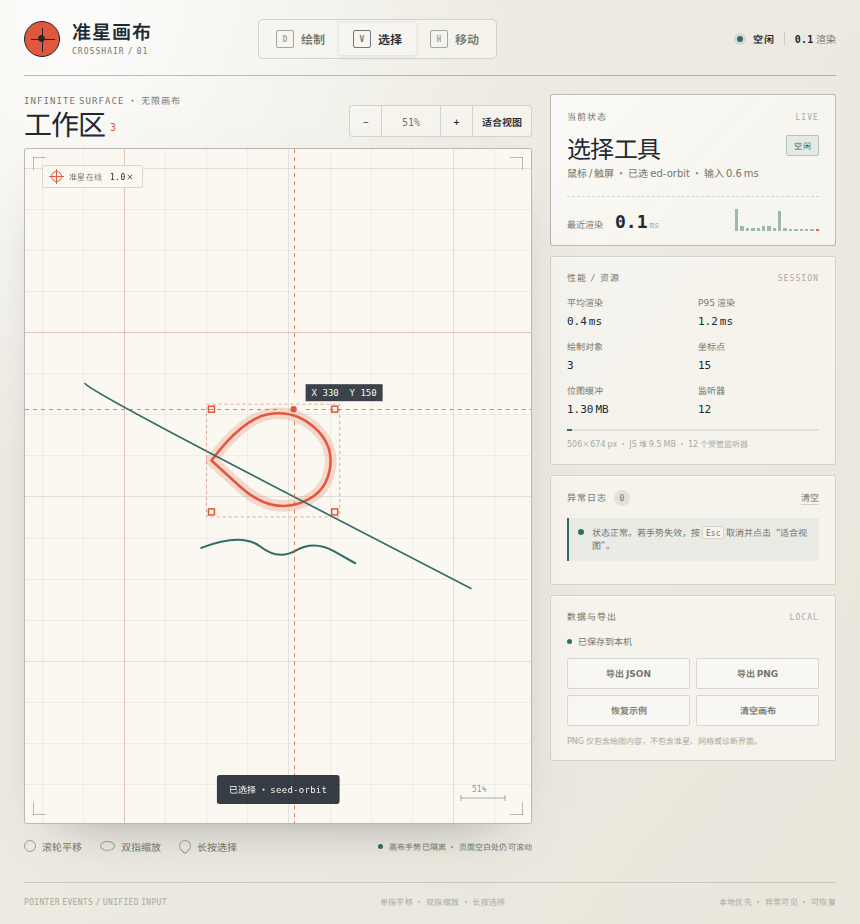 准星画布
CROSSHAIR / 01
D 绘制 V 选择 H 移动
空闲 0.1 渲染
INFINITE SURFACE · 无限画布
工作区 3
− 51% + 适合视图
准星在线 1.0×
X 330 Y 150
已选择 · seed-orbit
51%
滚轮平移 双指缩放 长按选择
画布手势已隔离 · 页面空白处仍可滚动
当前状态 LIVE
选择工具 空闲
鼠标 / 触屏 · 已选 ed-orbit · 输入 0.6 ms
最近渲染 0.1 ms
性能 / 资源 SESSION
平均渲染 P95 渲染
0.4 ms 1.2 ms
绘制对象 坐标点
3 15
位图缓冲 监听器
1.30 MB 12
506×674 px · JS 堆 9.5 MB · 12 个受管监听器
异常日志 0 清空
状态正常。若手势失效，按 Esc 取消并点击“适合视
图”。
数据与导出 LOCAL
已保存到本机
导出 JSON 导出 PNG
恢复示例 清空画布
PNG 仅包含绘图内容，不包含准星、网格或诊断界面。
POINTER EVENTS / UNIFIED INPUT
单指平移 · 双指缩放 · 长按选择
本地优先 · 异常可见 · 可恢复